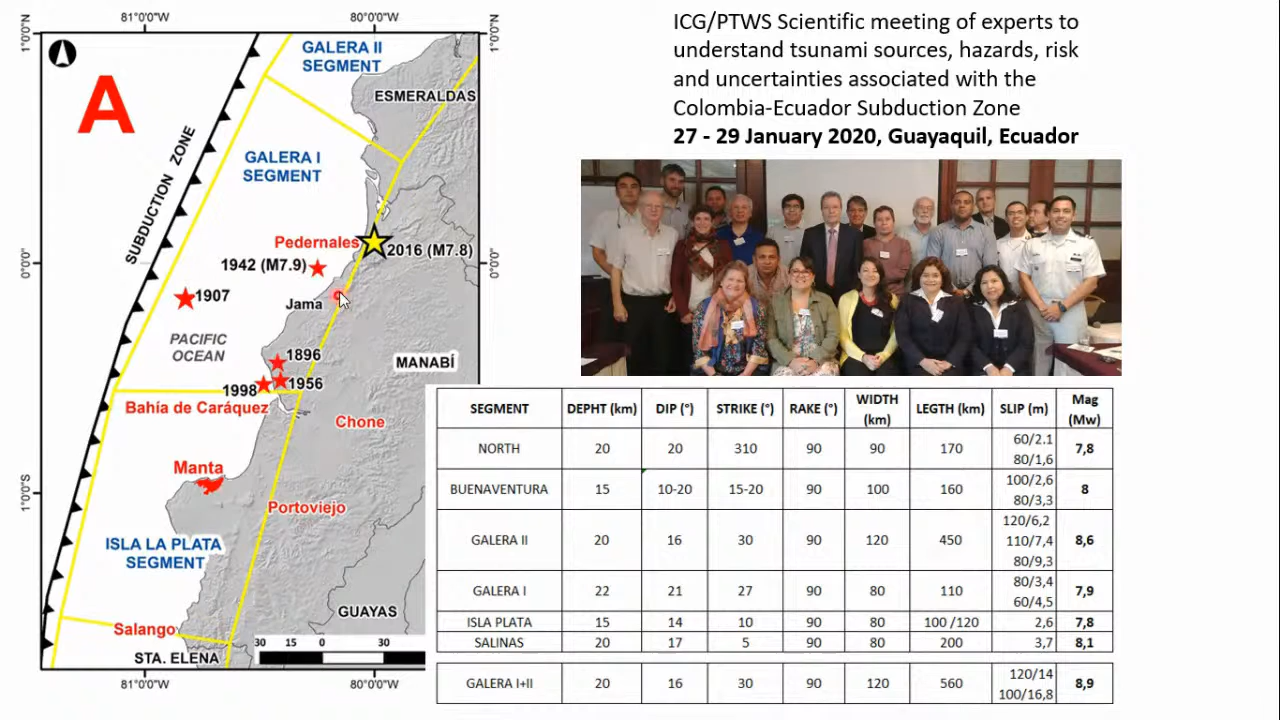 81°0'0"W
80°0'0"W
1°0'0"N
1°0'0"N
GALERA II
SEGMENT
ESMERALDAS
A
SUBDUCTION ZONE
GALERA I
SEGMENT
Pedernales
2016 (M7.8)
0°0'0"
0°0'0"
1942 (M7.9)
1907
Jama
PACIFIC
OCEAN
1896
MANABÍ
1998
1956
Bahía de Caráquez
Chone
Manta
1°0'0"S
Portoviejo
ISLA LA PLATA
SEGMENT
GUAYAS
Salango
30 15 0 30
STA. ELENA
81°0'0"W
80°0'0"W
ICG/PTWS Scientific meeting of experts to
understand tsunami sources, hazards, risk
and uncertainties associated with the
Colombia-Ecuador Subduction Zone
27 - 29 January 2020, Guayaquil, Ecuador
SEGMENT DEPHT (km) DIP (°) STRIKE (°) RAKE (°) WIDTH (km) LEGTH (km) SLIP (m) Mag (Mw)
NORTH 20 20 310 90 90 170 60/2.1 80/1,6 7,8
BUENAVENTURA 15 10-20 15-20 90 100 160 100/2,6 80/3,3 8
GALERA II 20 16 30 90 120 450 120/6,2 110/7,4 80/9,3 8,6
GALERA I 22 21 27 90 80 110 80/3,4 60/4,5 7,9
ISLA PLATA 15 14 10 90 80 100 /120 2,6 7,8
SALINAS 20 17 5 90 80 200 3,7 8,1
GALERA I+II 20 16 30 90 120 560 120/14 100/16,8 8,9